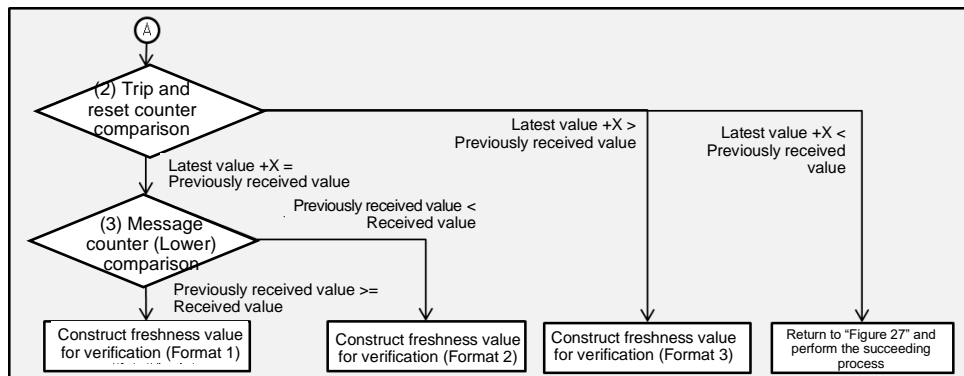 A
(2) Trip and
reset counter
comparison
Latest value +X >
Previously received value
Latest value +X <
Previously received
value
Latest value +X =
Previously received value
Previously received value <
Received value
(3) Message
counter (Lower)
comparison
Previously received value >=
Received value
Construct freshness value
for verification (Format 1)
Construct freshness value
for verification (Format 2)
Construct freshness value
for verification (Format 3)
Return to “Figure 27” and
perform the succeeding
process